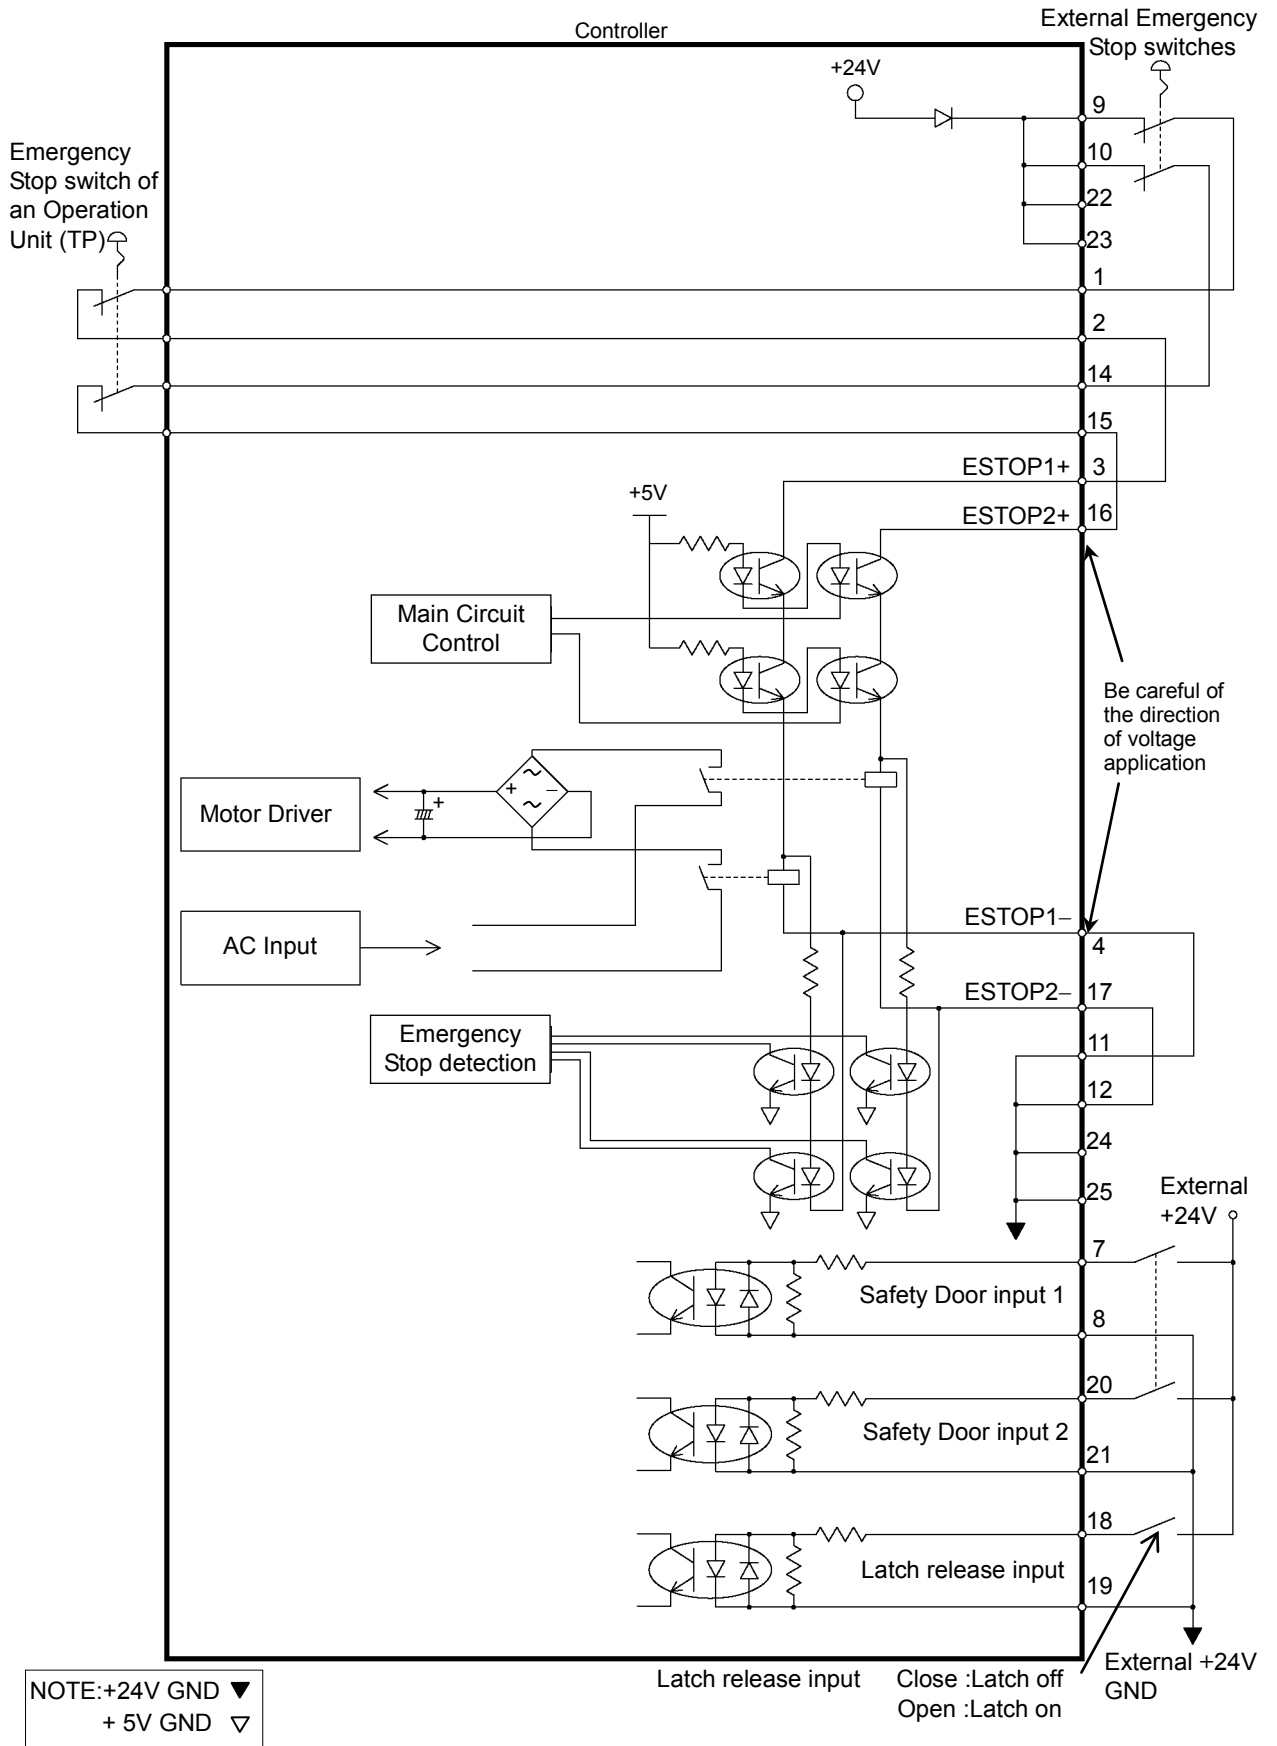 Controller
External Emergency
Stop switches
+24V
9
10
22
23
Emergency
Stop switch of
an Operation
Unit (TP)
1
2
14
15
ESTOP1+ 3
ESTOP2+ 16
+5V
Main Circuit
Control
Be careful of
the direction
of voltage
application
Motor Driver
+
+
−
AC Input
ESTOP1−
4
ESTOP2− 17
11
12
24
25
Emergency
Stop detection
External
+24V
7
Safety Door input 1
8
20
Safety Door input 2
21
18
Latch release input
19
External +24V
GND
Latch release input Close :Latch off
Open :Latch on
NOTE:+24V GND ▼
+ 5V GND ▽